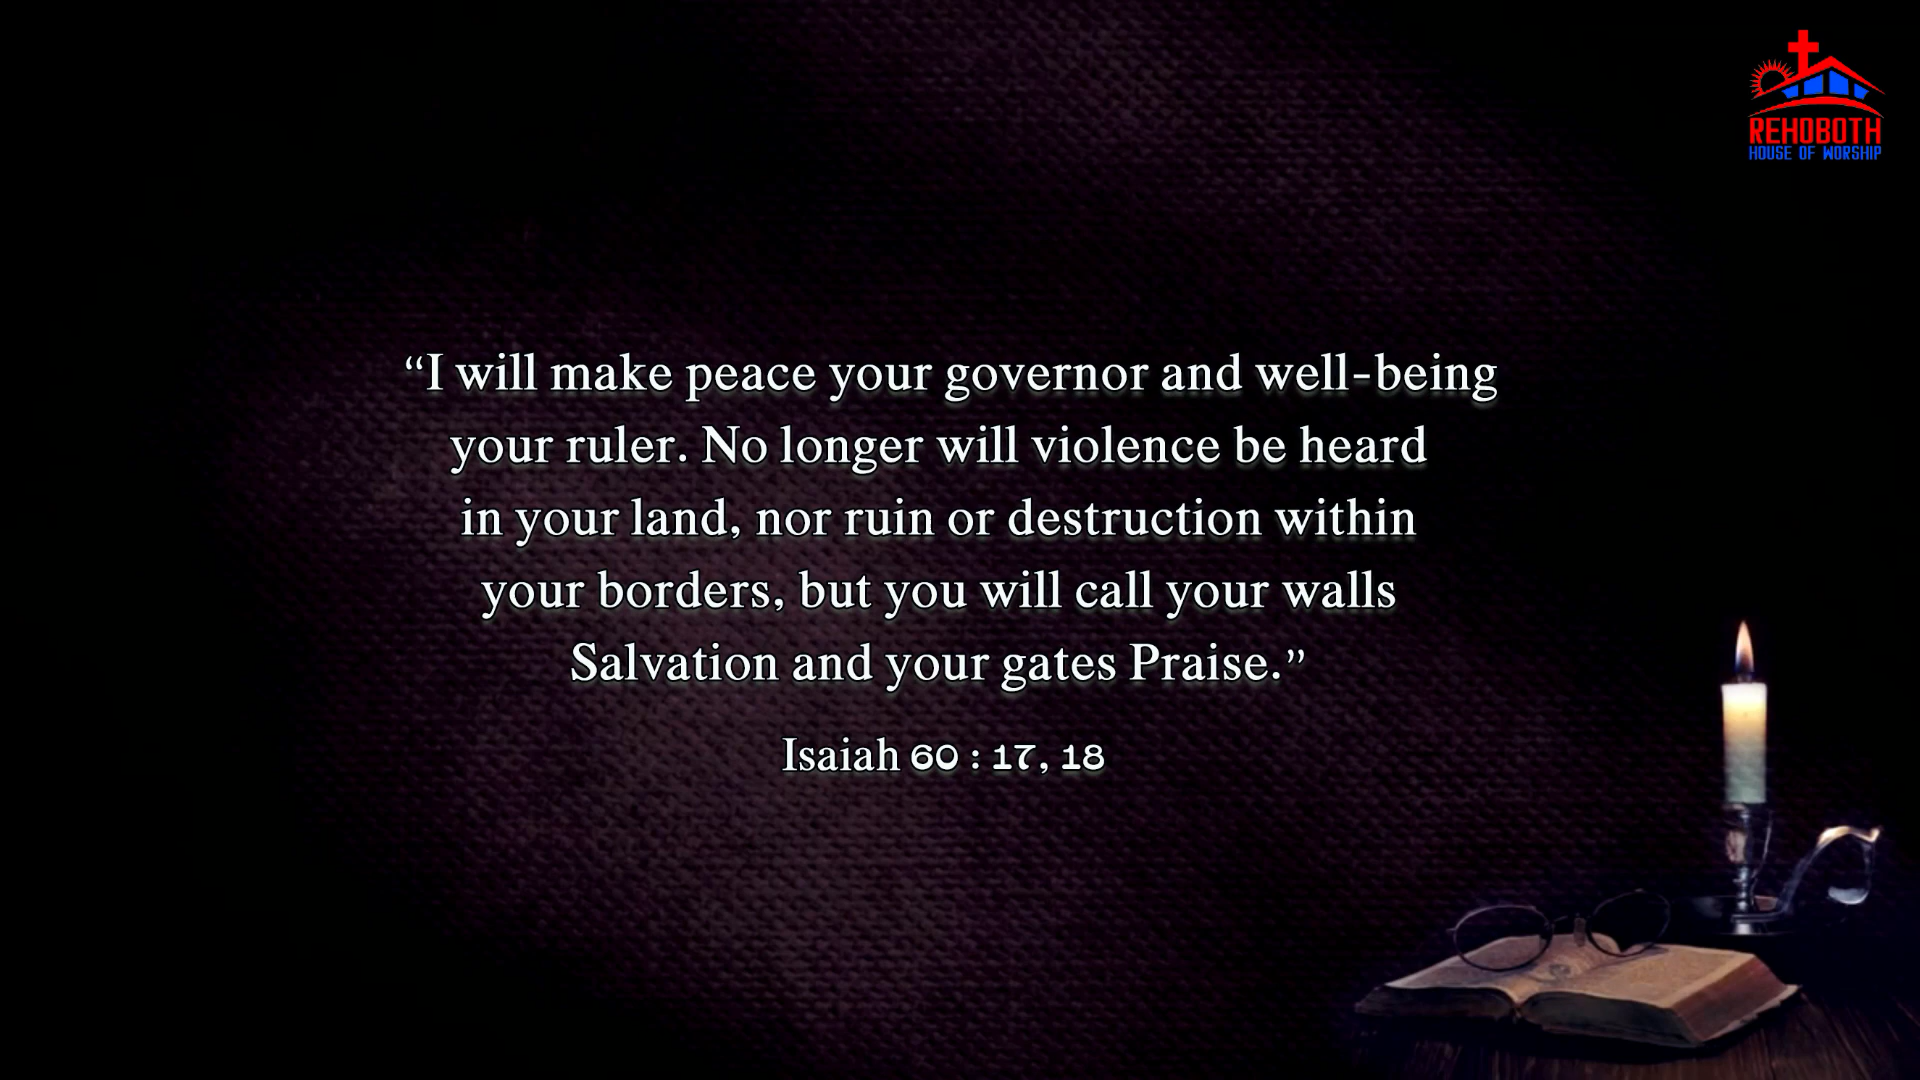 REHOBOTH
HOUSE OF WORSHIP
“I will make peace your governor and well-being
your ruler. No longer will violence be heard
in your land, nor ruin or destruction within
your borders, but you will call your walls
Salvation and your gates Praise.”
Isaiah 60 : 17, 18